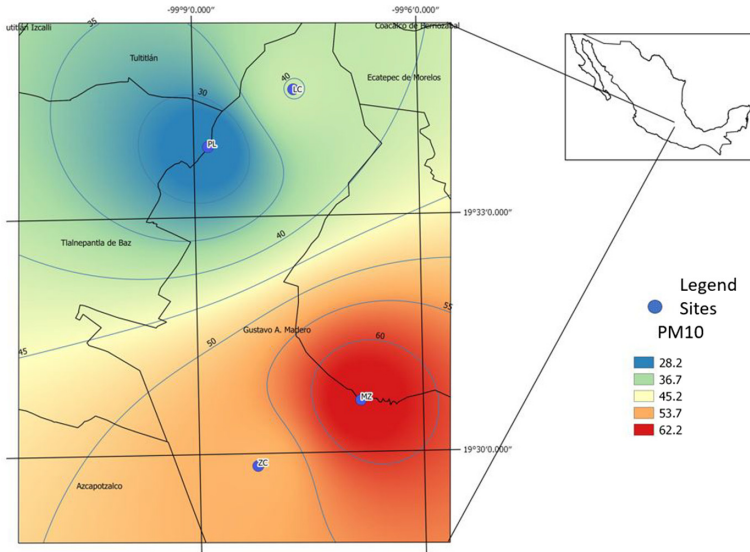 -99°9'0.000"
-99°6'0.000"
utitlán Izcalli
35
Coacalco de Berriozábal
Tultitlán
40
Ecatepec de Morelos
30
LC
PL
19°33'0.000"
40
Tlalnepantla de Baz
Legend
Sites
55
PM10
Gustavo A. Madero
60
50
45
28.2
36.7
45.2
53.7
62.2
MZ
19°30'0.000"
ZC
Azcapotzalco